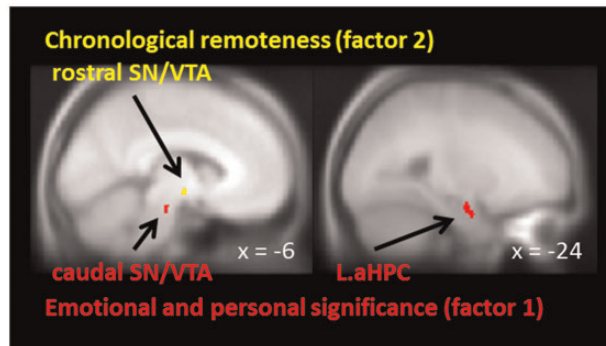 Chronological remoteness (factor 2)
rostral SN/VTA
x = -6
x = -24
caudal SN/VTA
L.aHPC
Emotional and personal significance (factor 1)